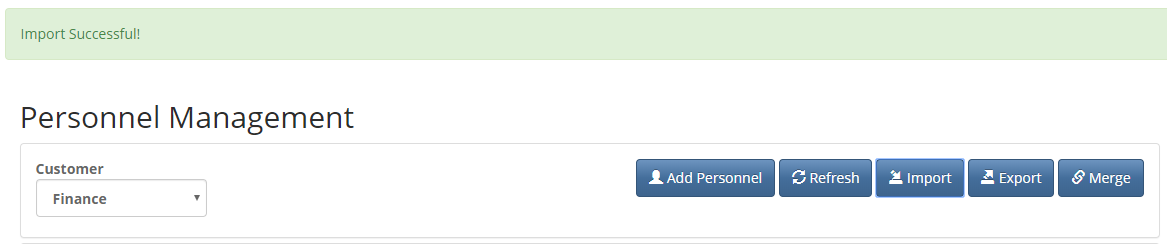 Import Successful!
Personnel Management
Customer
Finance
Add Personnel Refresh Import Export Merge